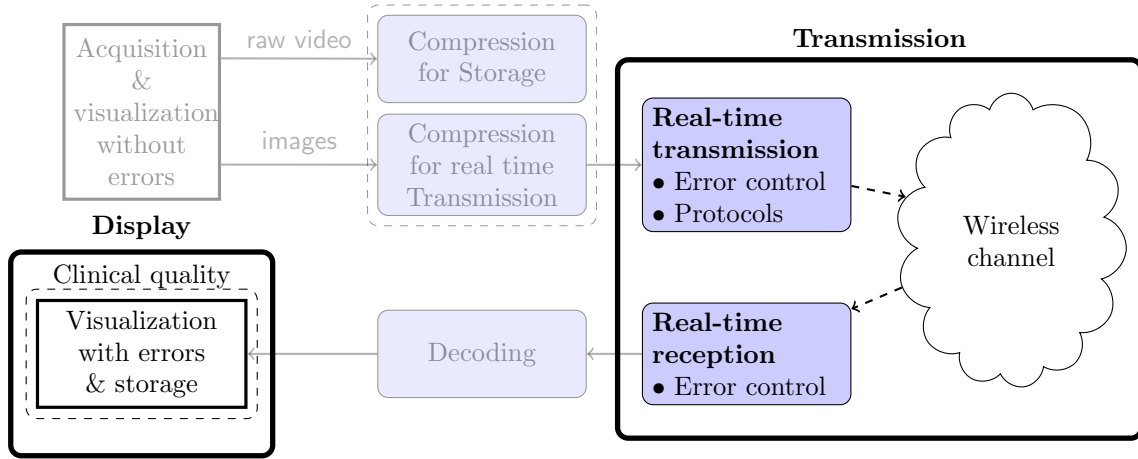 Transmission
raw video
Acquisition
&
visualization
without
errors
Compression
for Storage
images
Compression
for real time
Transmission
Real-time
transmission
• Error control
• Protocols
Wireless
channel
Display
Clinical quality
Visualization
with errors
& storage
Decoding
Real-time
reception
• Error control